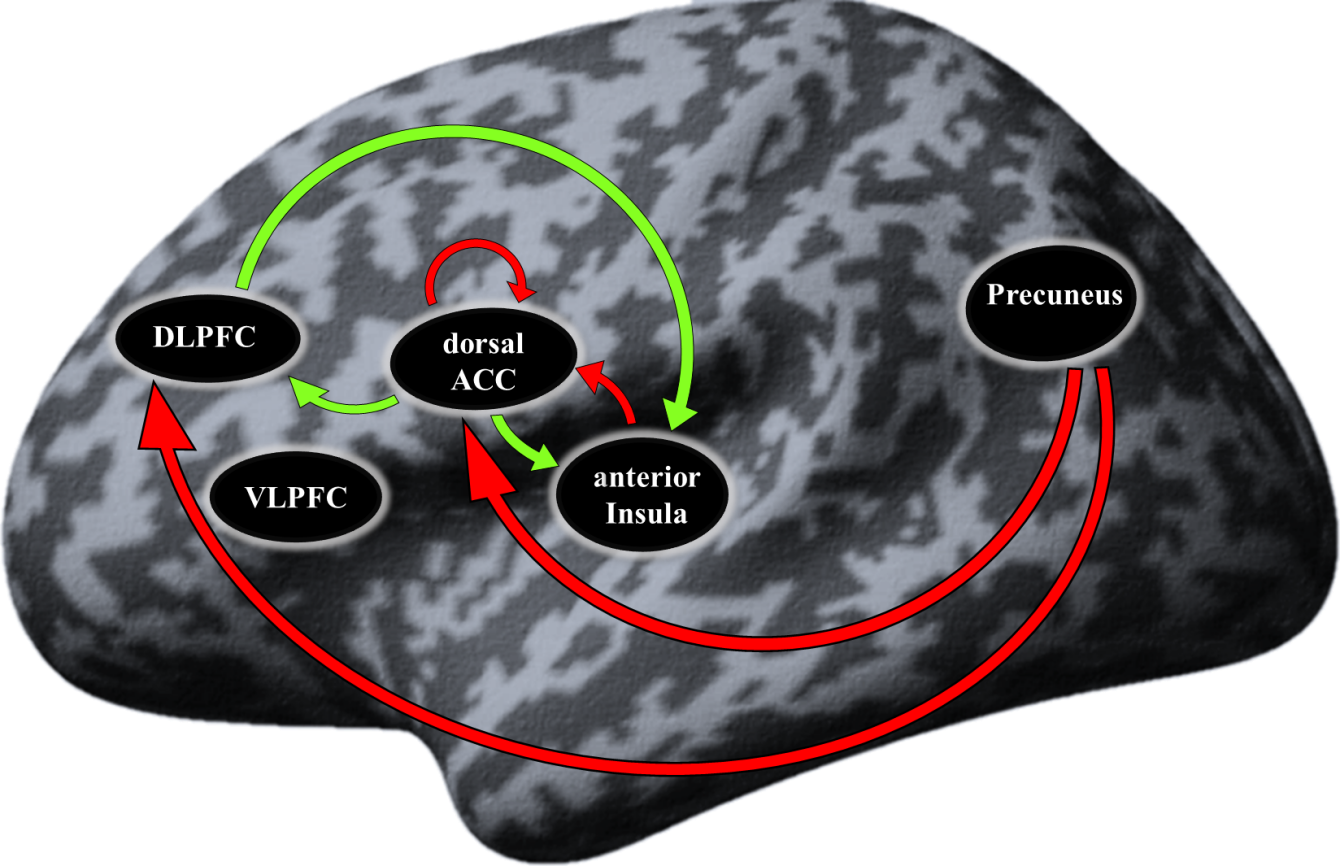 DLPFC
dorsal
ACC
Precuneus
VLPFC
anterior
Insula